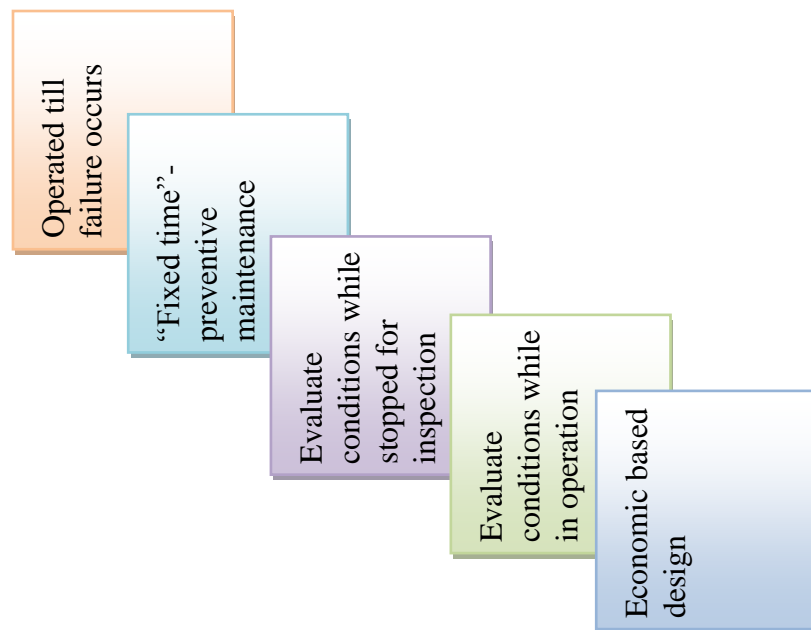 Operated till
failure occurs
“Fixed time”-
preventive
maintenance
Evaluate
conditions while
stopped for
inspection
Evaluate
conditions while
in operation
Economic based
design